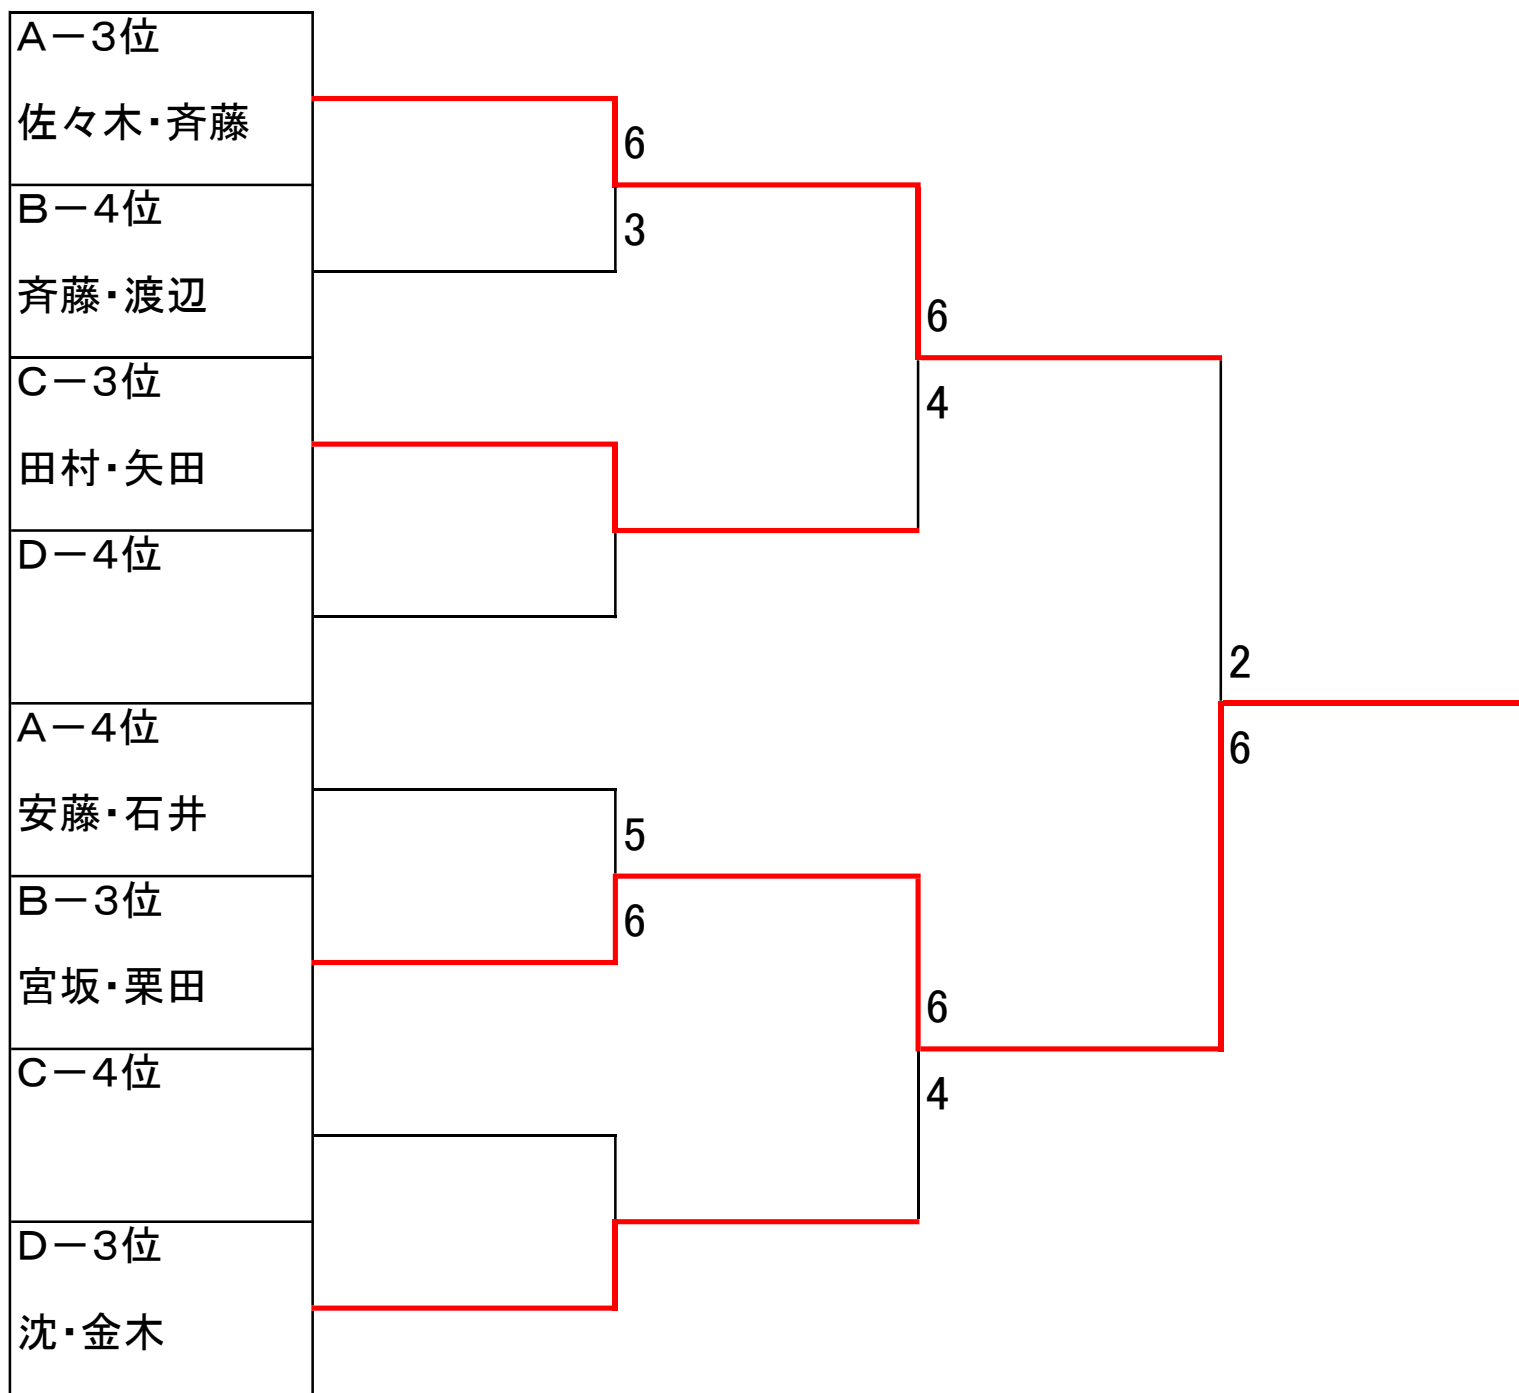 A－3位
佐々木・斉藤
6
B－4位
3
斉藤・渡辺
6
C－3位
4
田村・矢田
D－4位
2
A－4位
6
安藤・石井
5
B－3位
6
宮坂・栗田
6
C－4位
4
D－3位
沈・金木